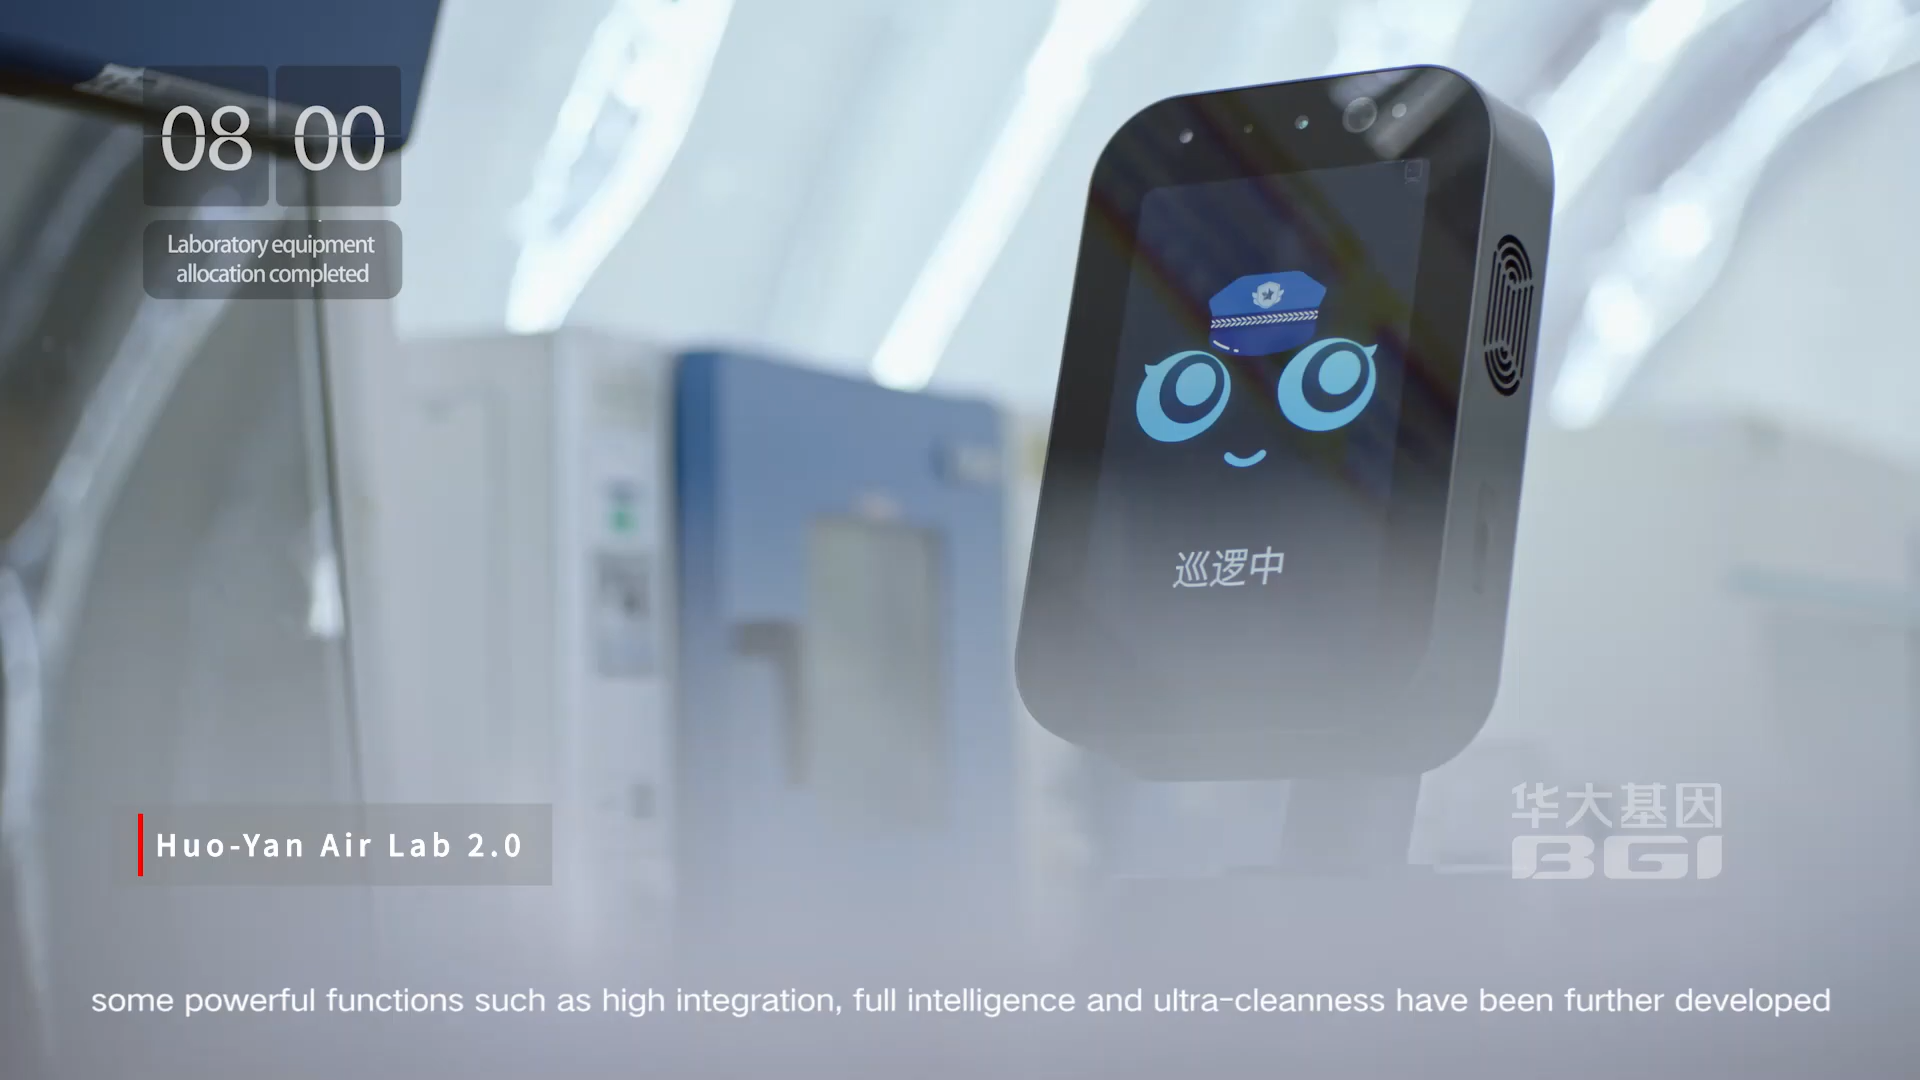 08 00
Laboratory equipment
allocation completed
巡逻中
Huo-Yan Air Lab 2.0
华大基因
BGI
some powerful functions such as high integration, full intelligence and ultra-cleanness have been further developed